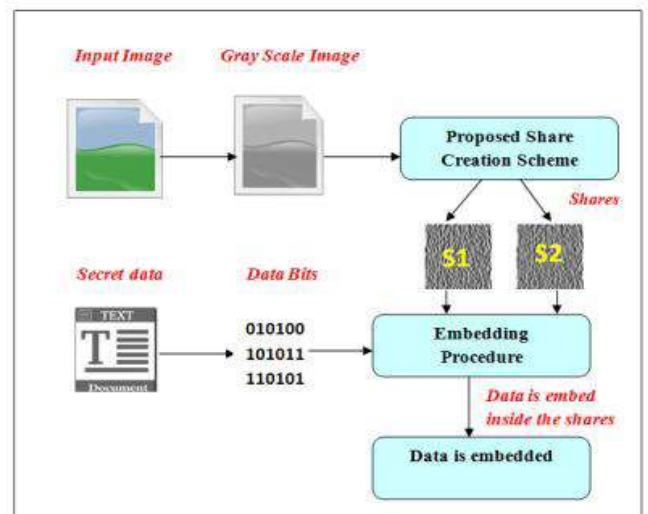 Input Image
Gray Scale Image
Proposed Share
Creation Scheme
Shares
S1
S2
Secret data
Data Bits
TEXT
T
Document
010100
101011
110101
Embedding
Procedure
Data is embed
inside the shares
Data is embedded